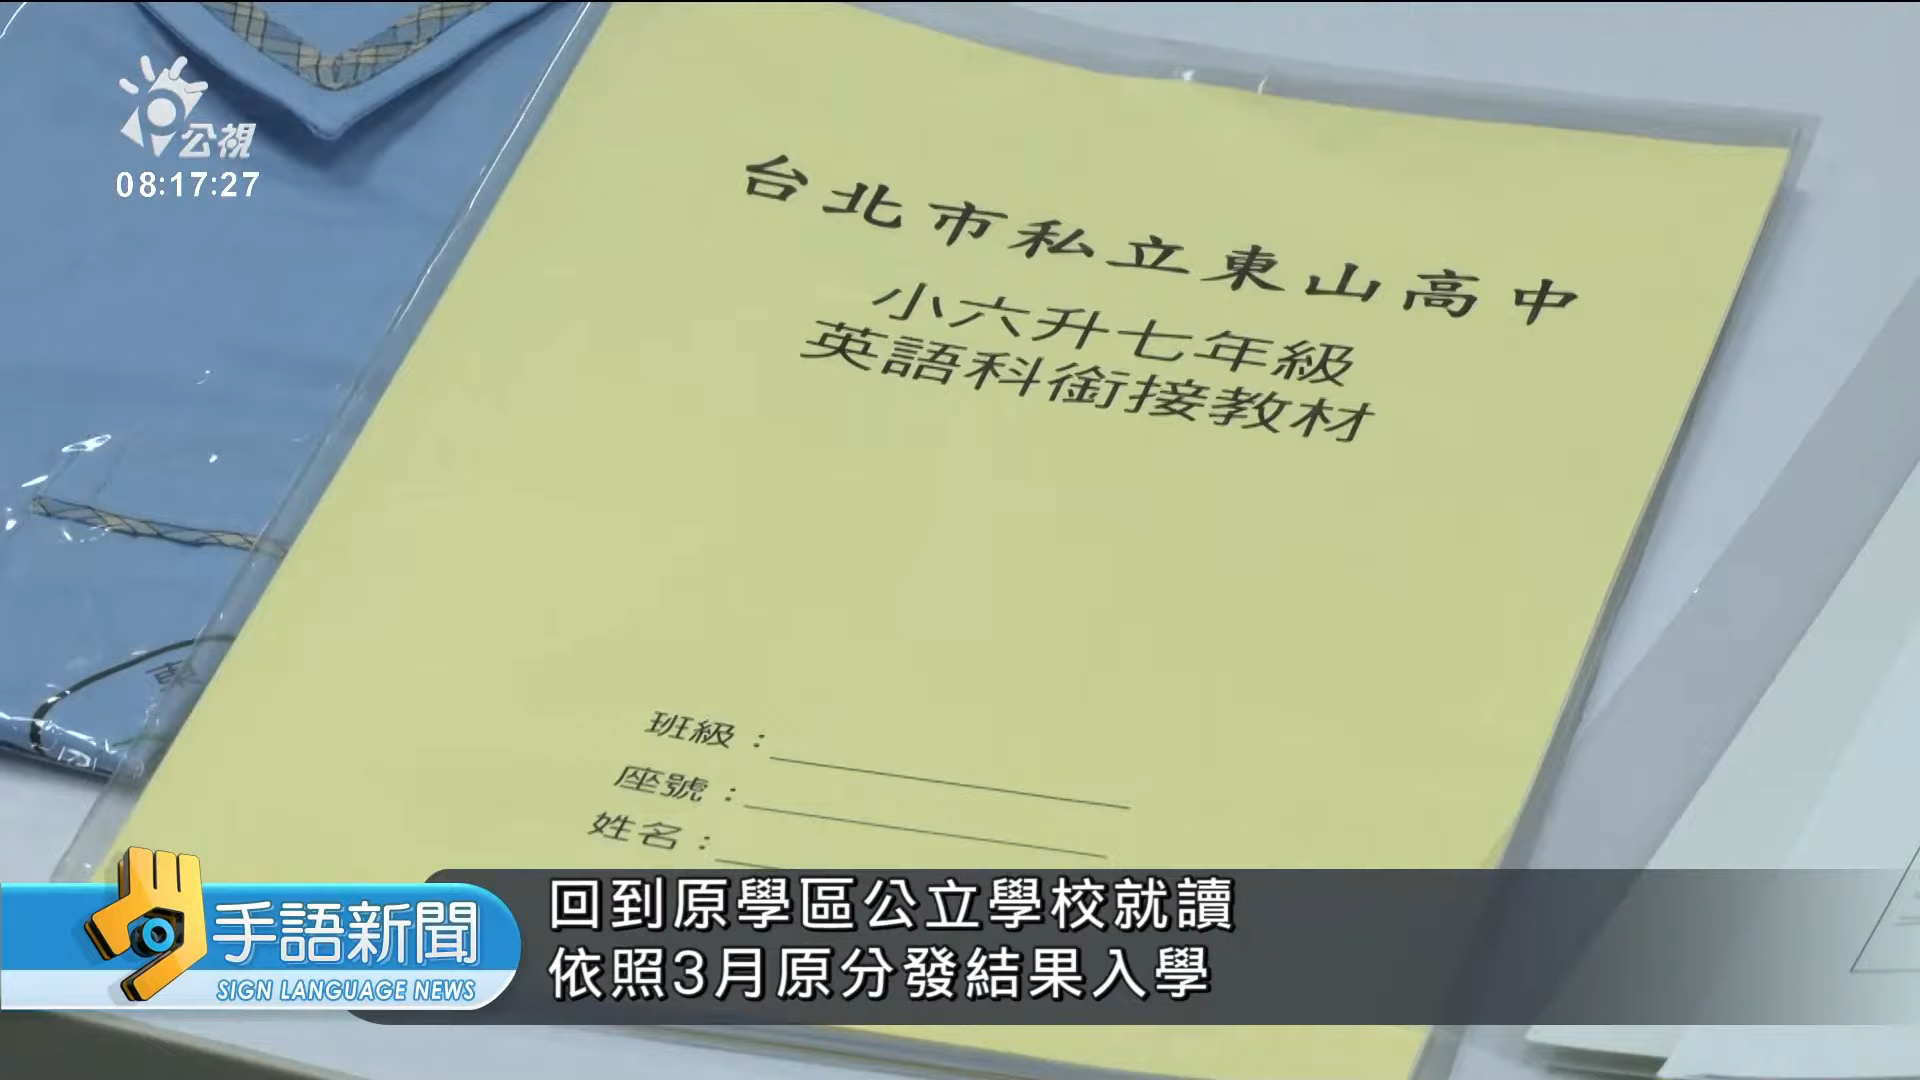 公視
08:17:27
台北市私立東山高中
小六升七年級
英語科銜接教材
班級：
座號：
姓名：
手語新聞
SIGN LANGUAGE NEWS
回到原學區公立學校就讀
依照3月原分發結果入學